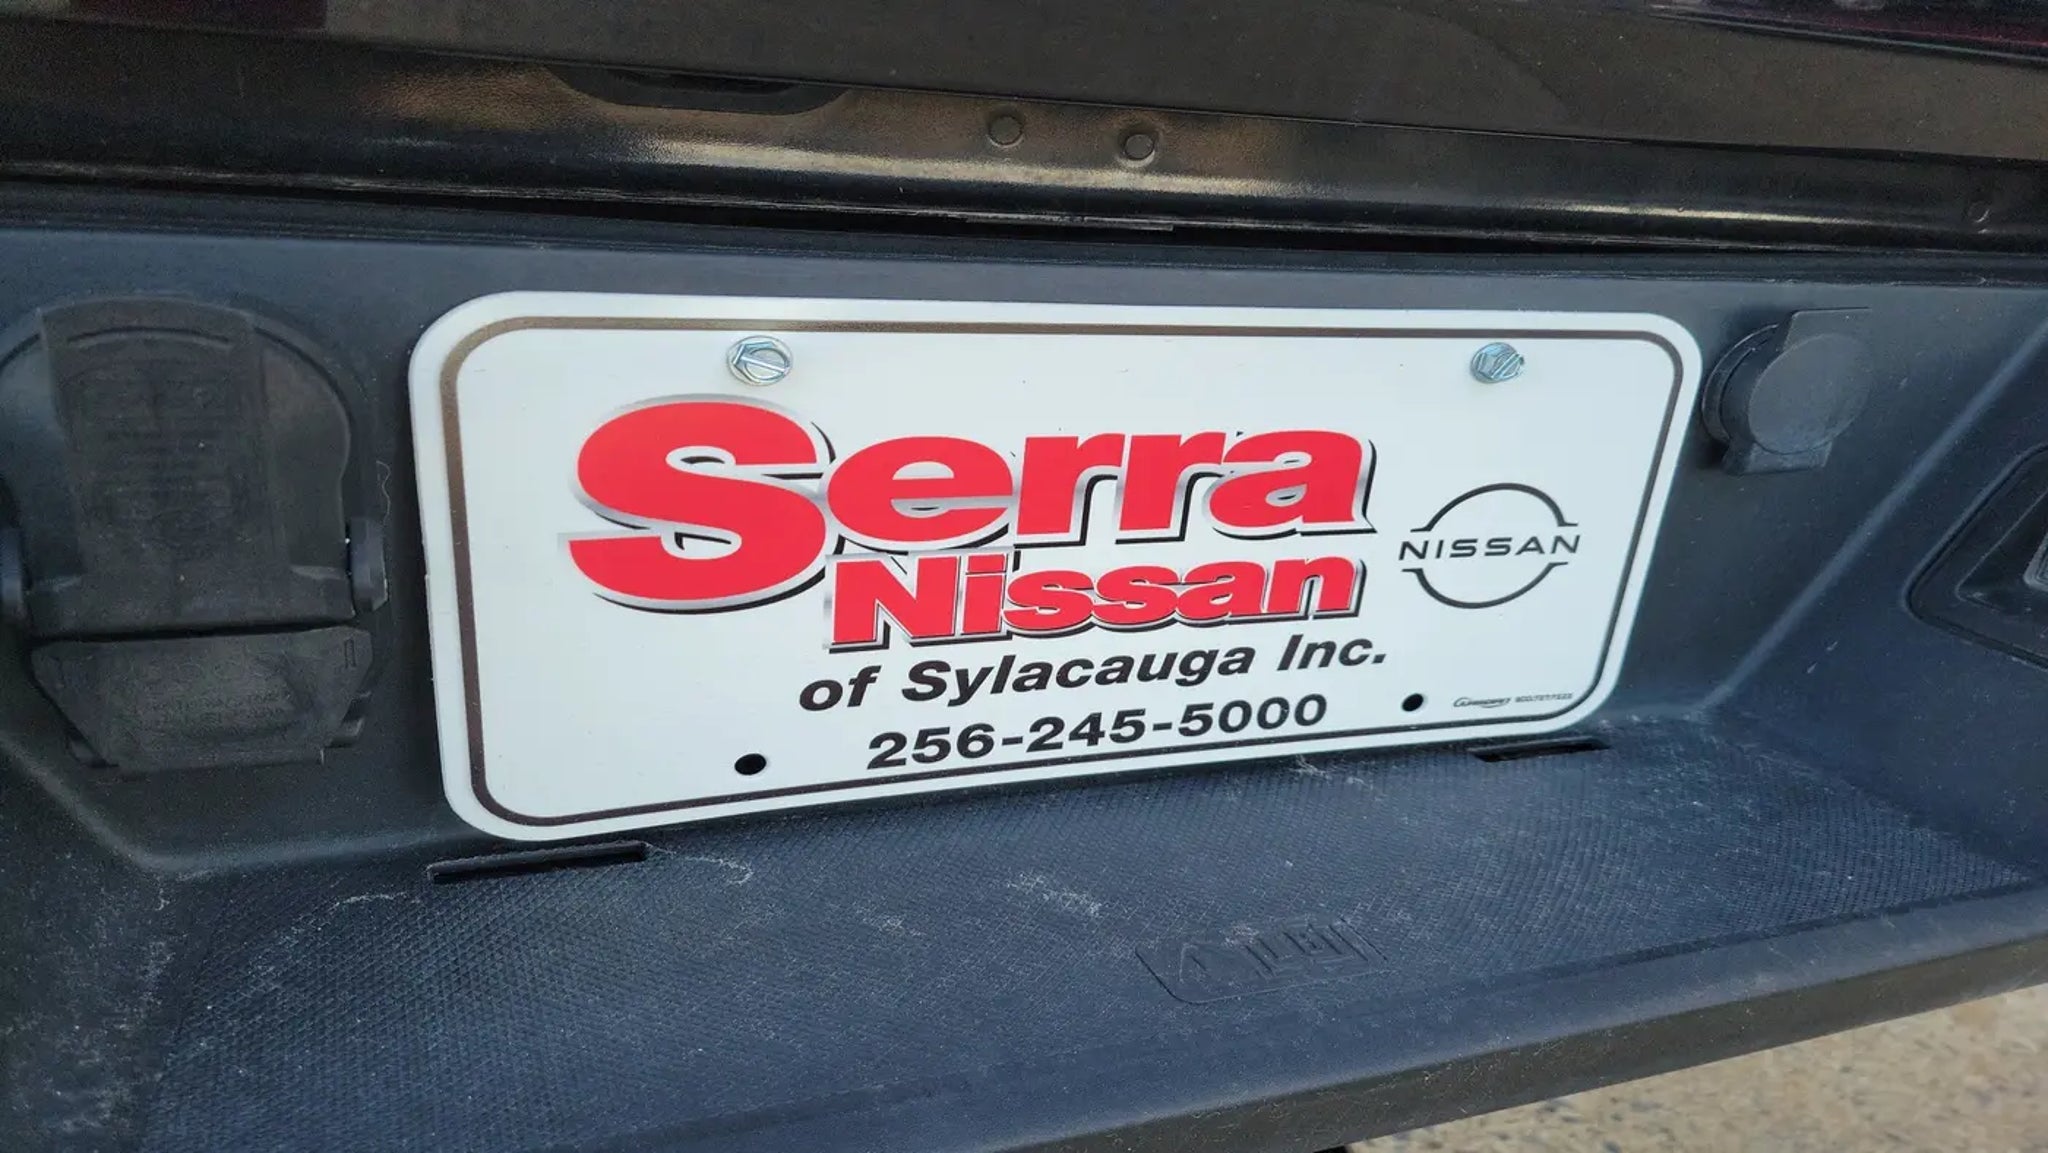 Serra
Nissan
NISSAN
of Sylacauga Inc.
256-245-5000